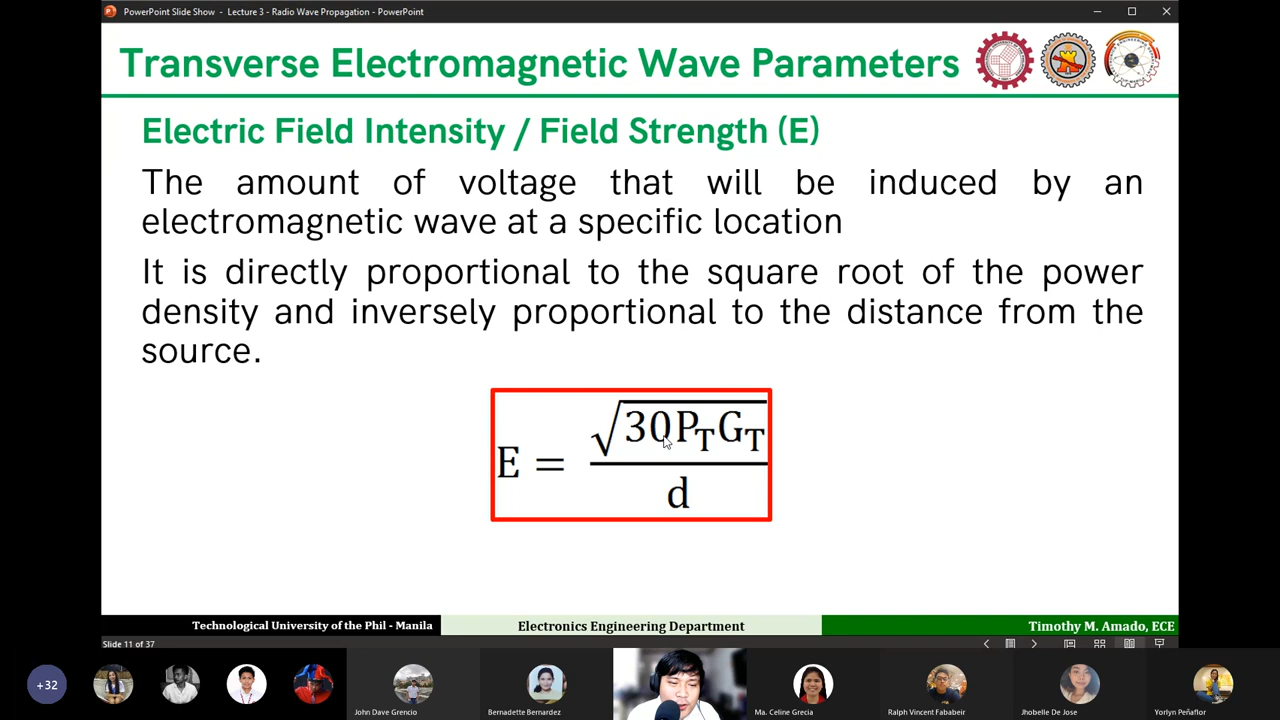 PowerPoint Slide Show - Lecture 3 - Radio Wave Propagation - PowerPoint
Transverse Electromagnetic Wave Parameters
Electric Field Intensity / Field Strength (E)
The amount of voltage that will be induced by an
electromagnetic wave at a specific location
It is directly proportional to the square root of the power
density and inversely proportional to the distance from the
source.
E = √30P_TG_T / d
Technological University of the Phil - Manila
Electronics Engineering Department
Timothy M. Amado, ECE
Slide 11 of 37
+32
John Dave Grencio
Bernadette Bernardez
Ma. Celine Grecia
Ralph Vincent Fababeir
Jhobelle De Jose
Yorlyn Peñaflor